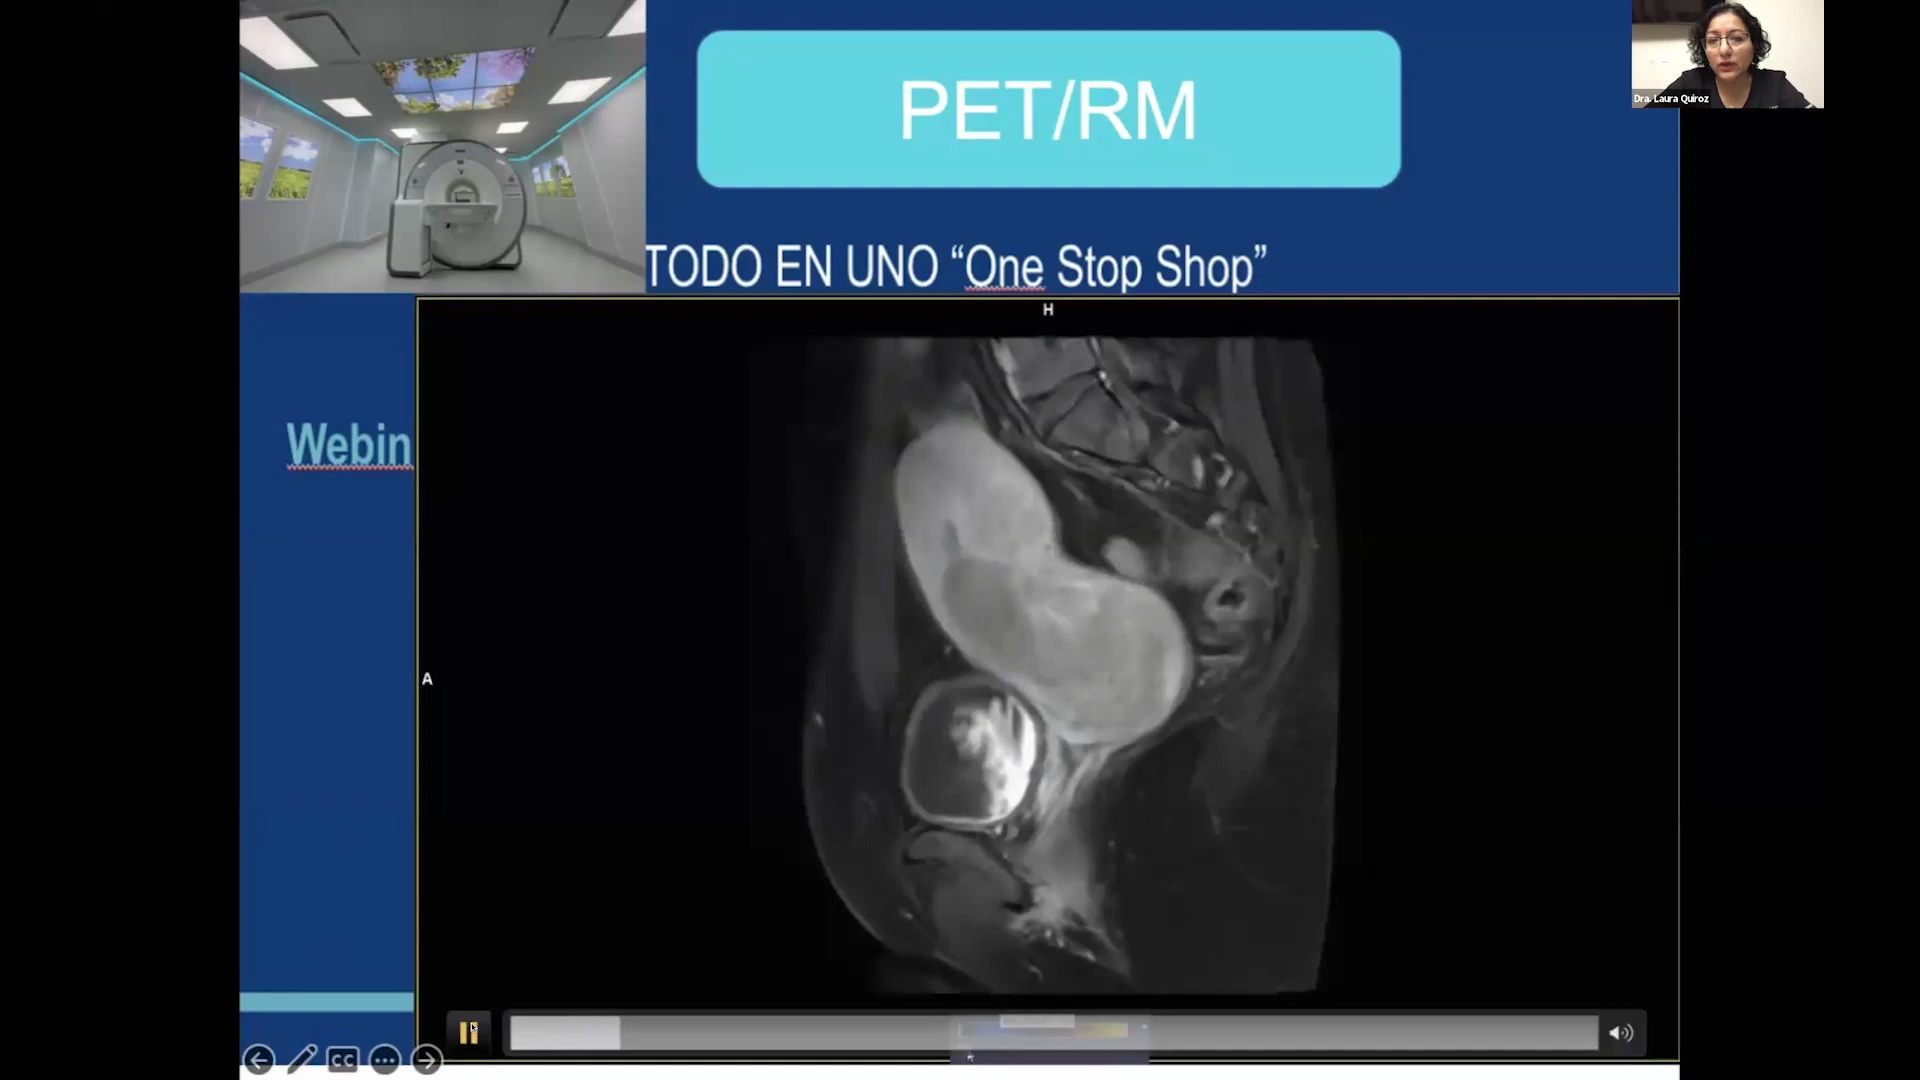 PET/RM
Dra. Laura Quiroz
TODO EN UNO “One Stop Shop”
H
Webin
A
CC